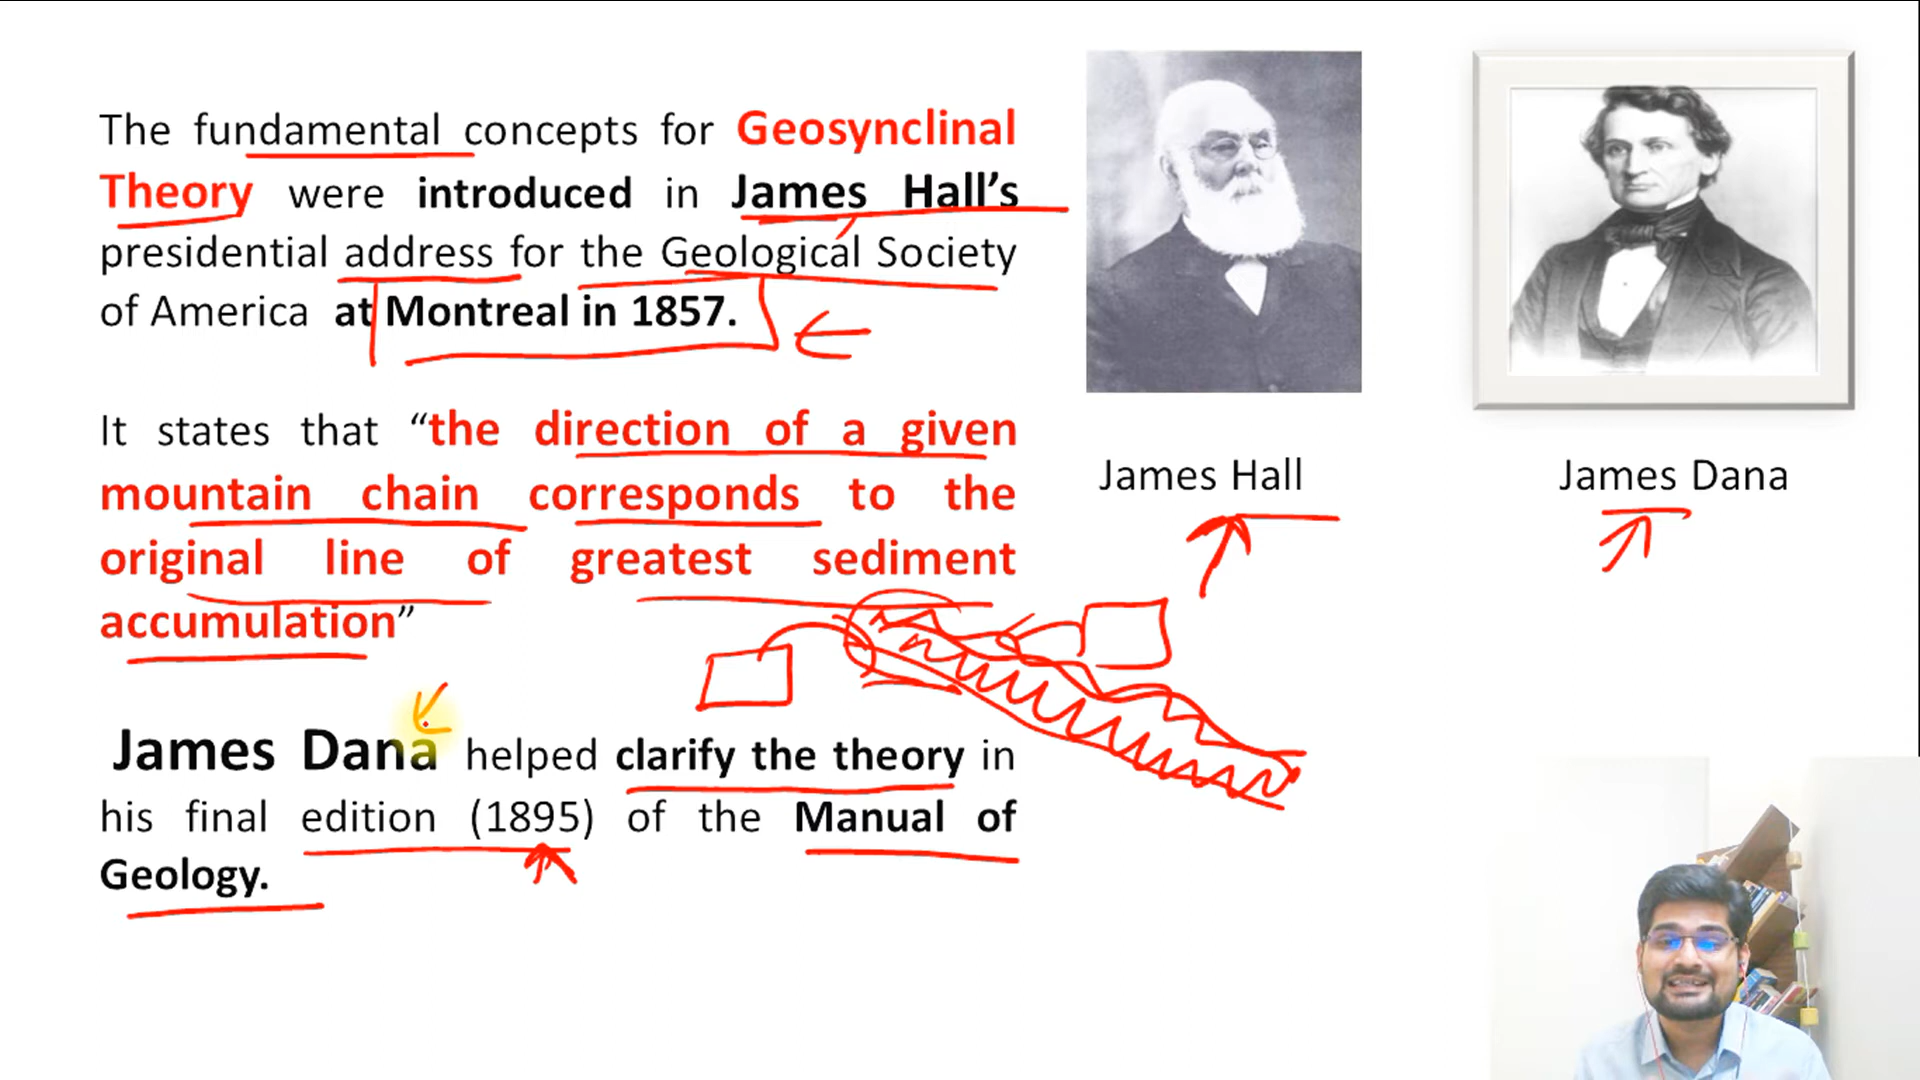 The fundamental concepts for Geosynclinal
Theory were introduced in James Hall’s
presidential address for the Geological Society
of America at Montreal in 1857.
It states that “the direction of a given
mountain chain corresponds to the
original line of greatest sediment
accumulation”
James Dana helped clarify the theory in
his final edition (1895) of the Manual of
Geology.
James Hall
James Dana